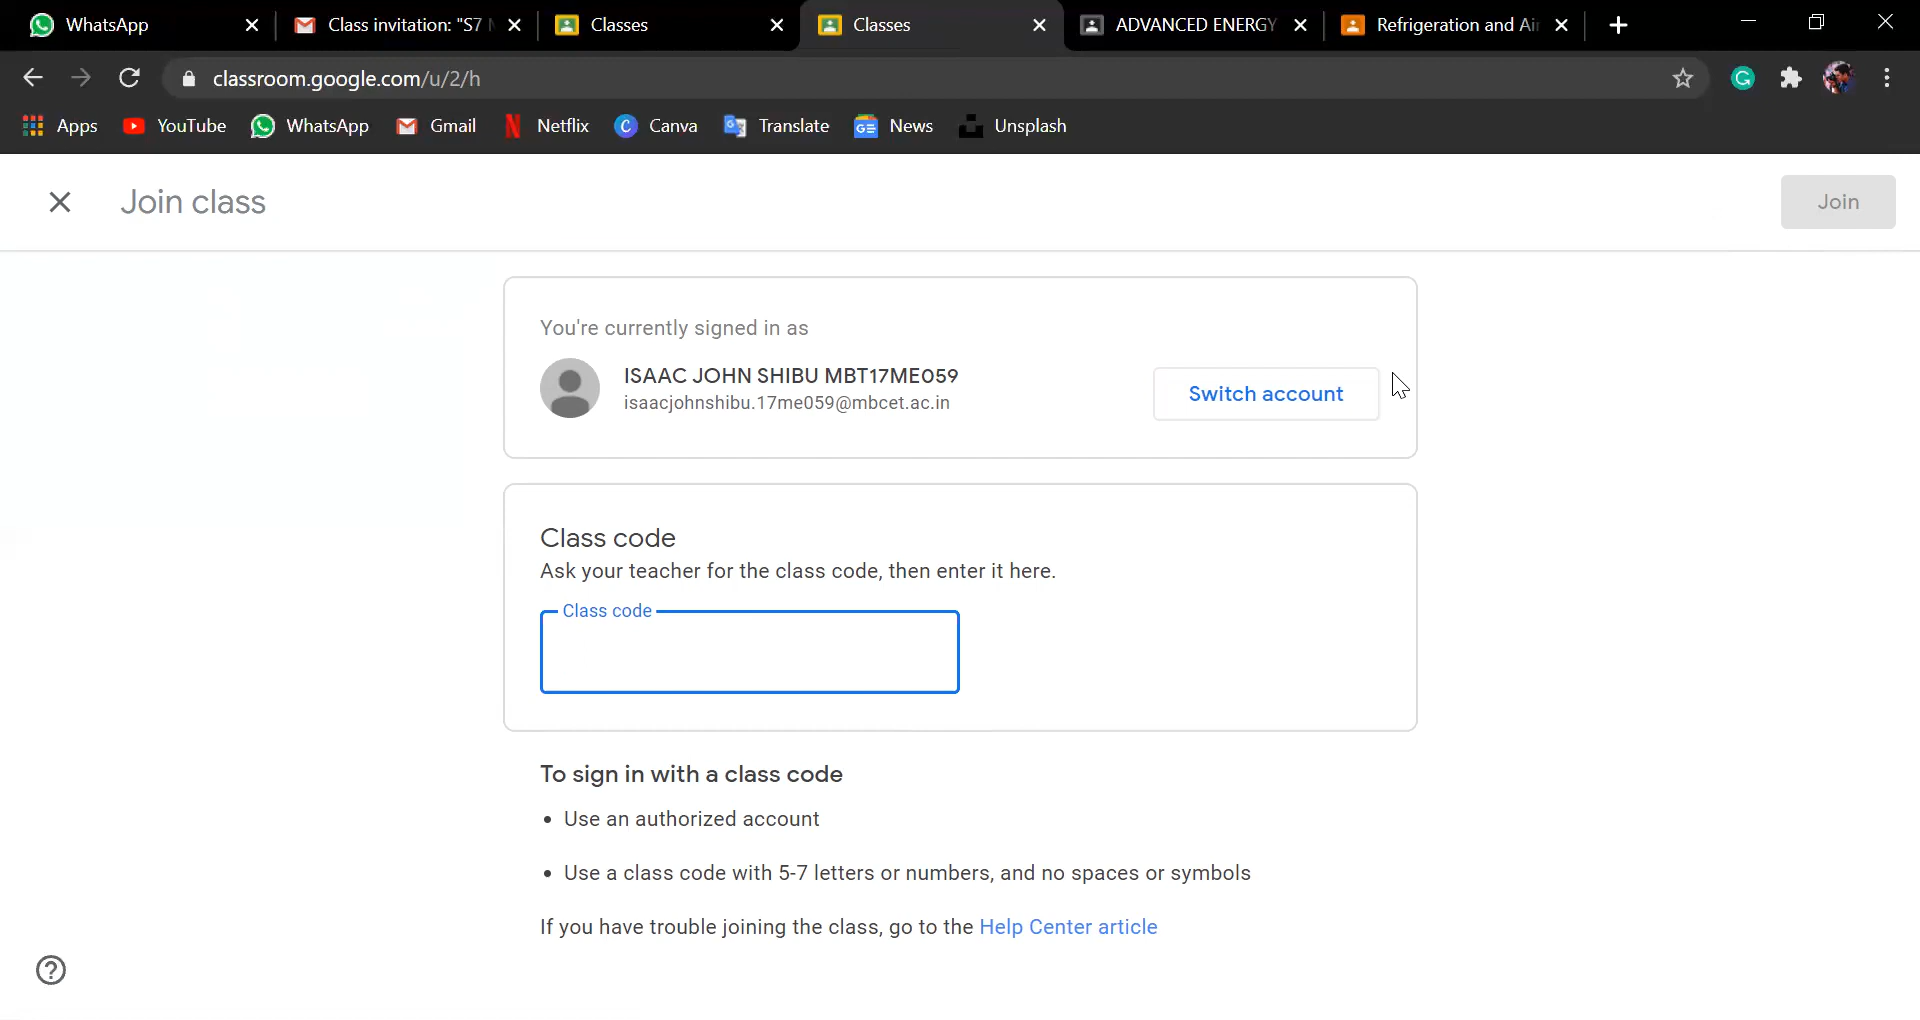 WhatsApp
Class invitation: "S7
Classes
Classes
ADVANCED ENERGY
Refrigeration and Air
classroom.google.com/u/2/h
Apps
YouTube
WhatsApp
Gmail
Netflix
Canva
Translate
News
Unsplash
Join class
Join
You're currently signed in as
ISAAC JOHN SHIBU MBT17ME059
isaacjohnshibu.17me059@mbcet.ac.in
Switch account
Class code
Ask your teacher for the class code, then enter it here.
Class code
To sign in with a class code
• Use an authorized account
• Use a class code with 5-7 letters or numbers, and no spaces or symbols
If you have trouble joining the class, go to the Help Center article